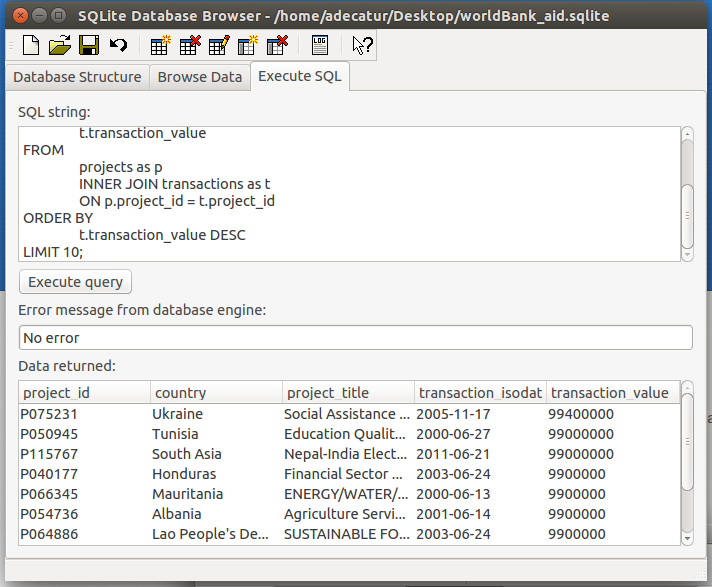 SQLite Database Browser - /home/adecatur/Desktop/worldBank_aid.sqlite
LOG
Database Structure Browse Data Execute SQL
SQL string:
t.transaction_value
FROM
projects as p
INNER JOIN transactions as t
ON p.project_id = t.project_id
ORDER BY
t.transaction_value DESC
LIMIT 10;
Execute query
Error message from database engine:
No error
Data returned:
project_id country project_title transaction_isodat transaction_value
P075231 Ukraine Social Assistance ... 2005-11-17 99400000
P050945 Tunisia Education Qualit... 2000-06-27 99000000
P115767 South Asia Nepal-India Elect... 2011-06-21 99000000
P040177 Honduras Financial Sector ... 2003-06-24 9900000
P066345 Mauritania ENERGY/WATER/... 2000-06-13 9900000
P054736 Albania Agriculture Servi... 2001-06-14 9900000
P064886 Lao People's De... SUSTAINABLE FO... 2003-06-24 9900000